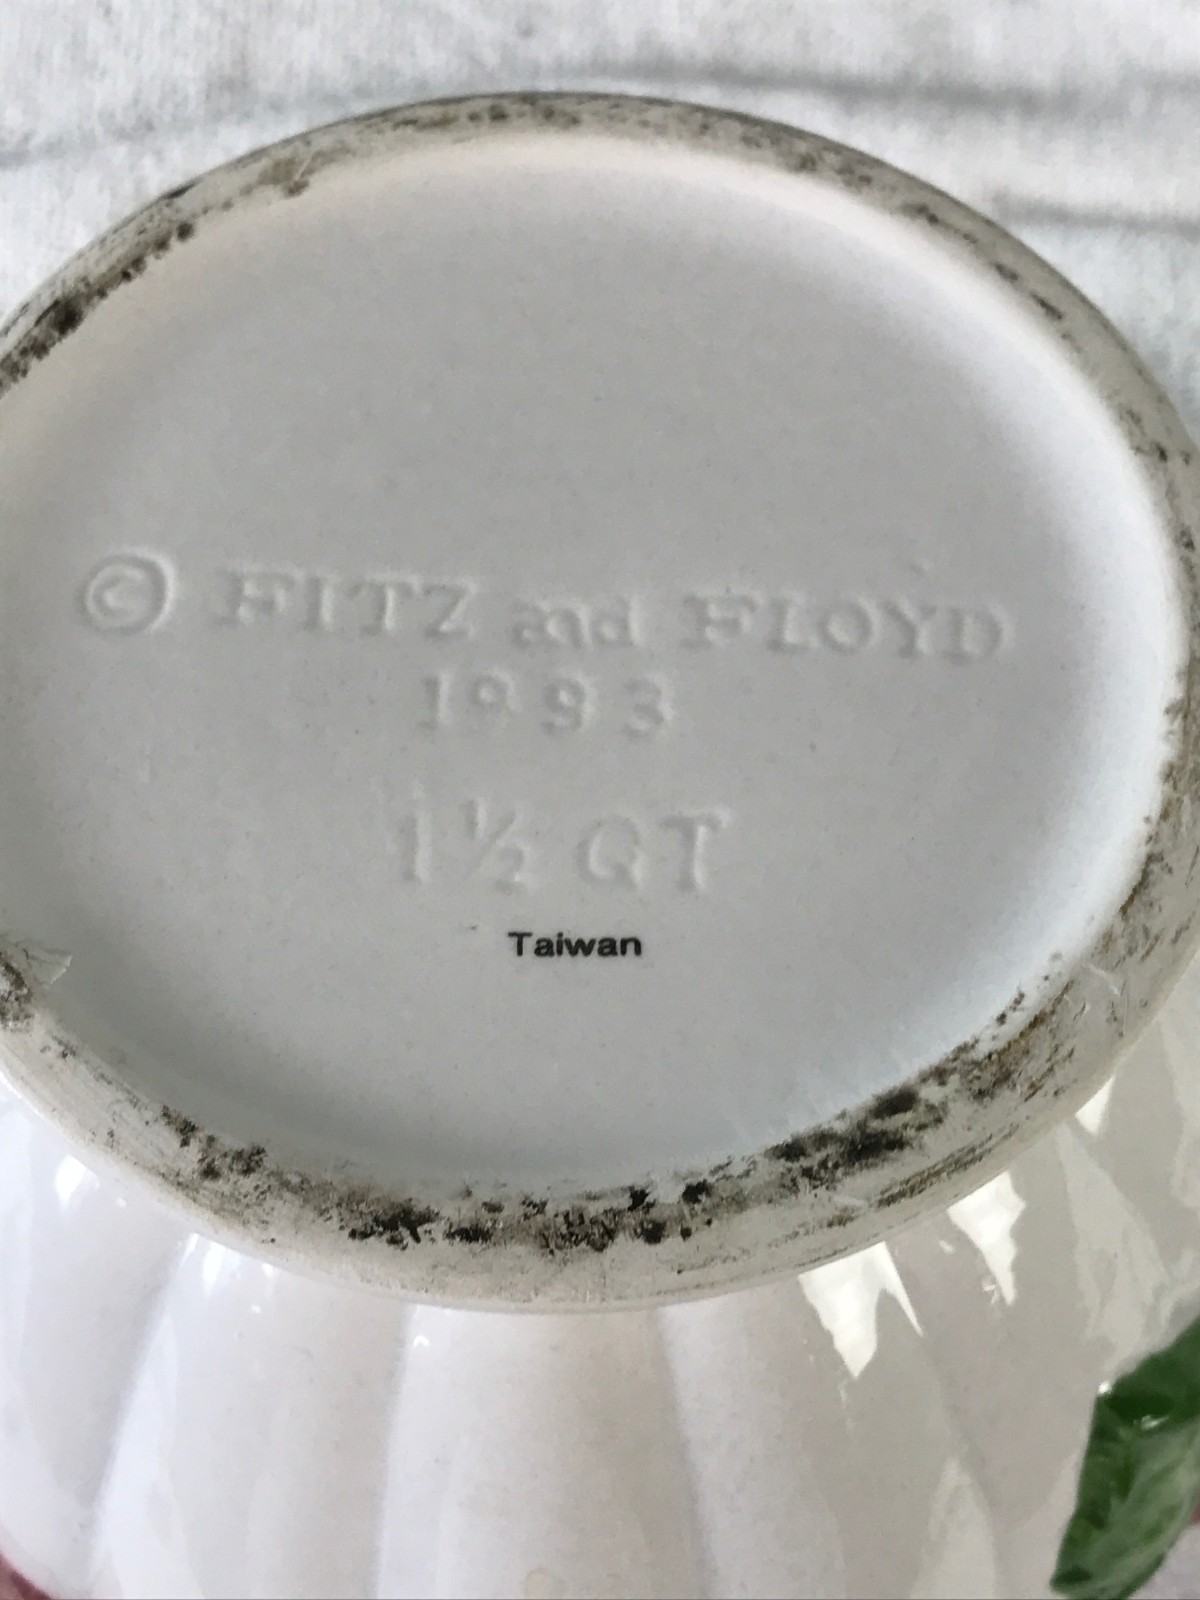 © FITZ and FLOYD
1993
1½ QT
Taiwan